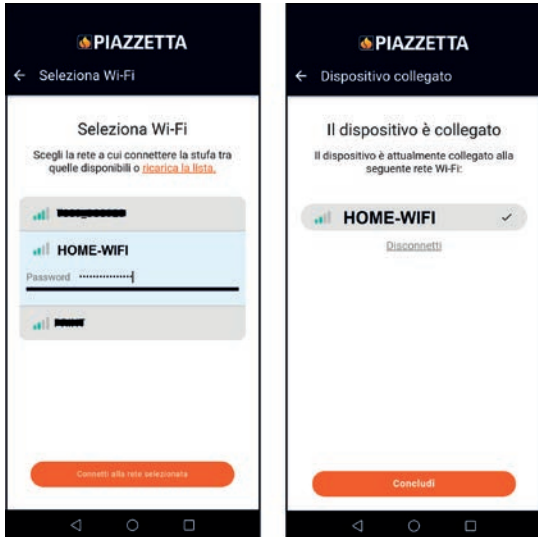 PIAZZETTA
← Seleziona Wi-Fi
Seleziona Wi-Fi
Scegli la rete a cui connettere la stufa tra
quelle disponibili o ricarica la lista.
HOME-WIFI
Password ················
Connetti alla rete selezionata
PIAZZETTA
← Dispositivo collegato
Il dispositivo è collegato
Il dispositivo è attualmente collegato alla
seguente rete Wi-Fi:
HOME-WIFI ✓
Disconnetti
Concludi